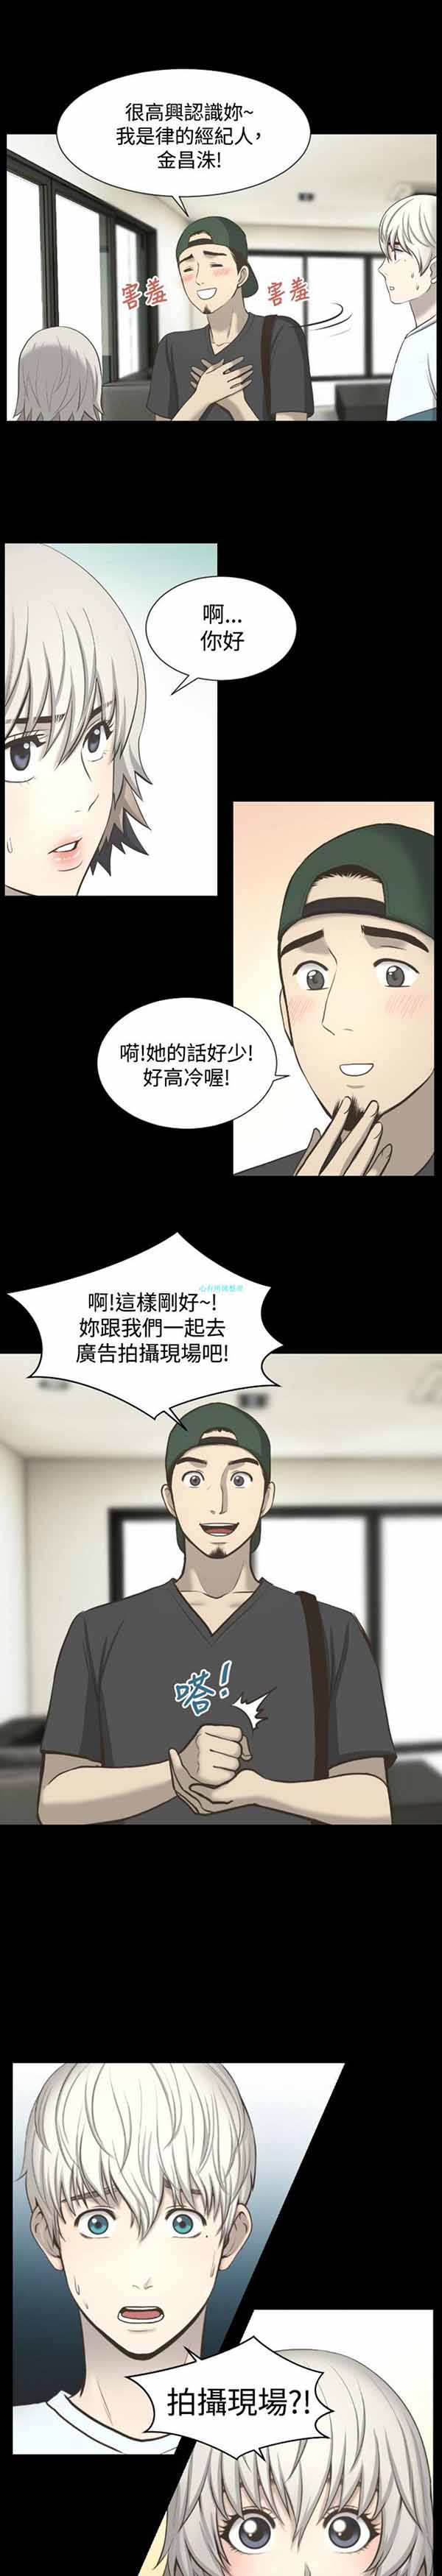 很高興認識妳~
我是律的經紀人，
金昌洙!
害羞
害羞
啊...
你好
嗬!她的話好少!
好高冷喔!
啊!這樣剛好~!
妳跟我們一起去
廣告拍攝現場吧!
嗒!
拍攝現場?!